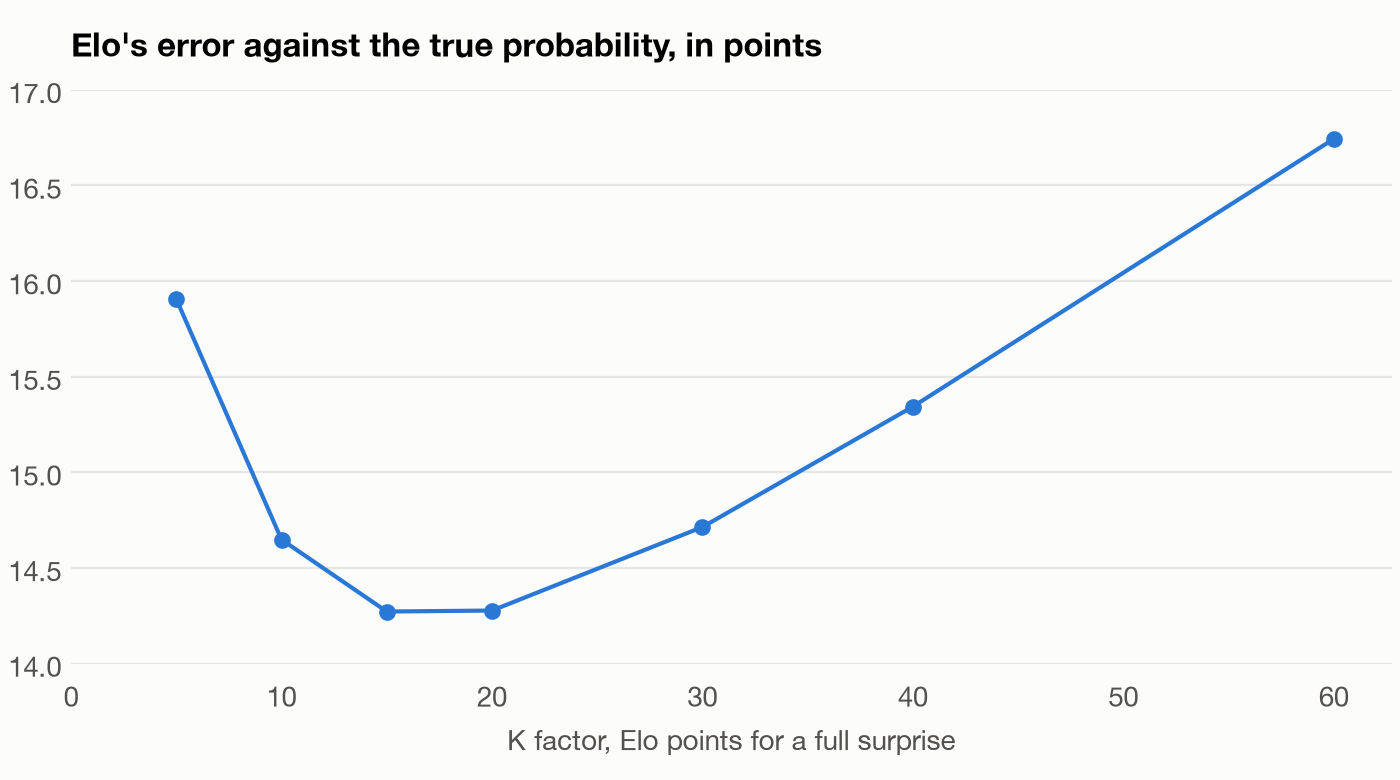 Elo's error against the true probability, in points
17.0
16.5
16.0
15.5
15.0
14.5
14.0
0 10 20 30 40 50 60
K factor, Elo points for a full surprise